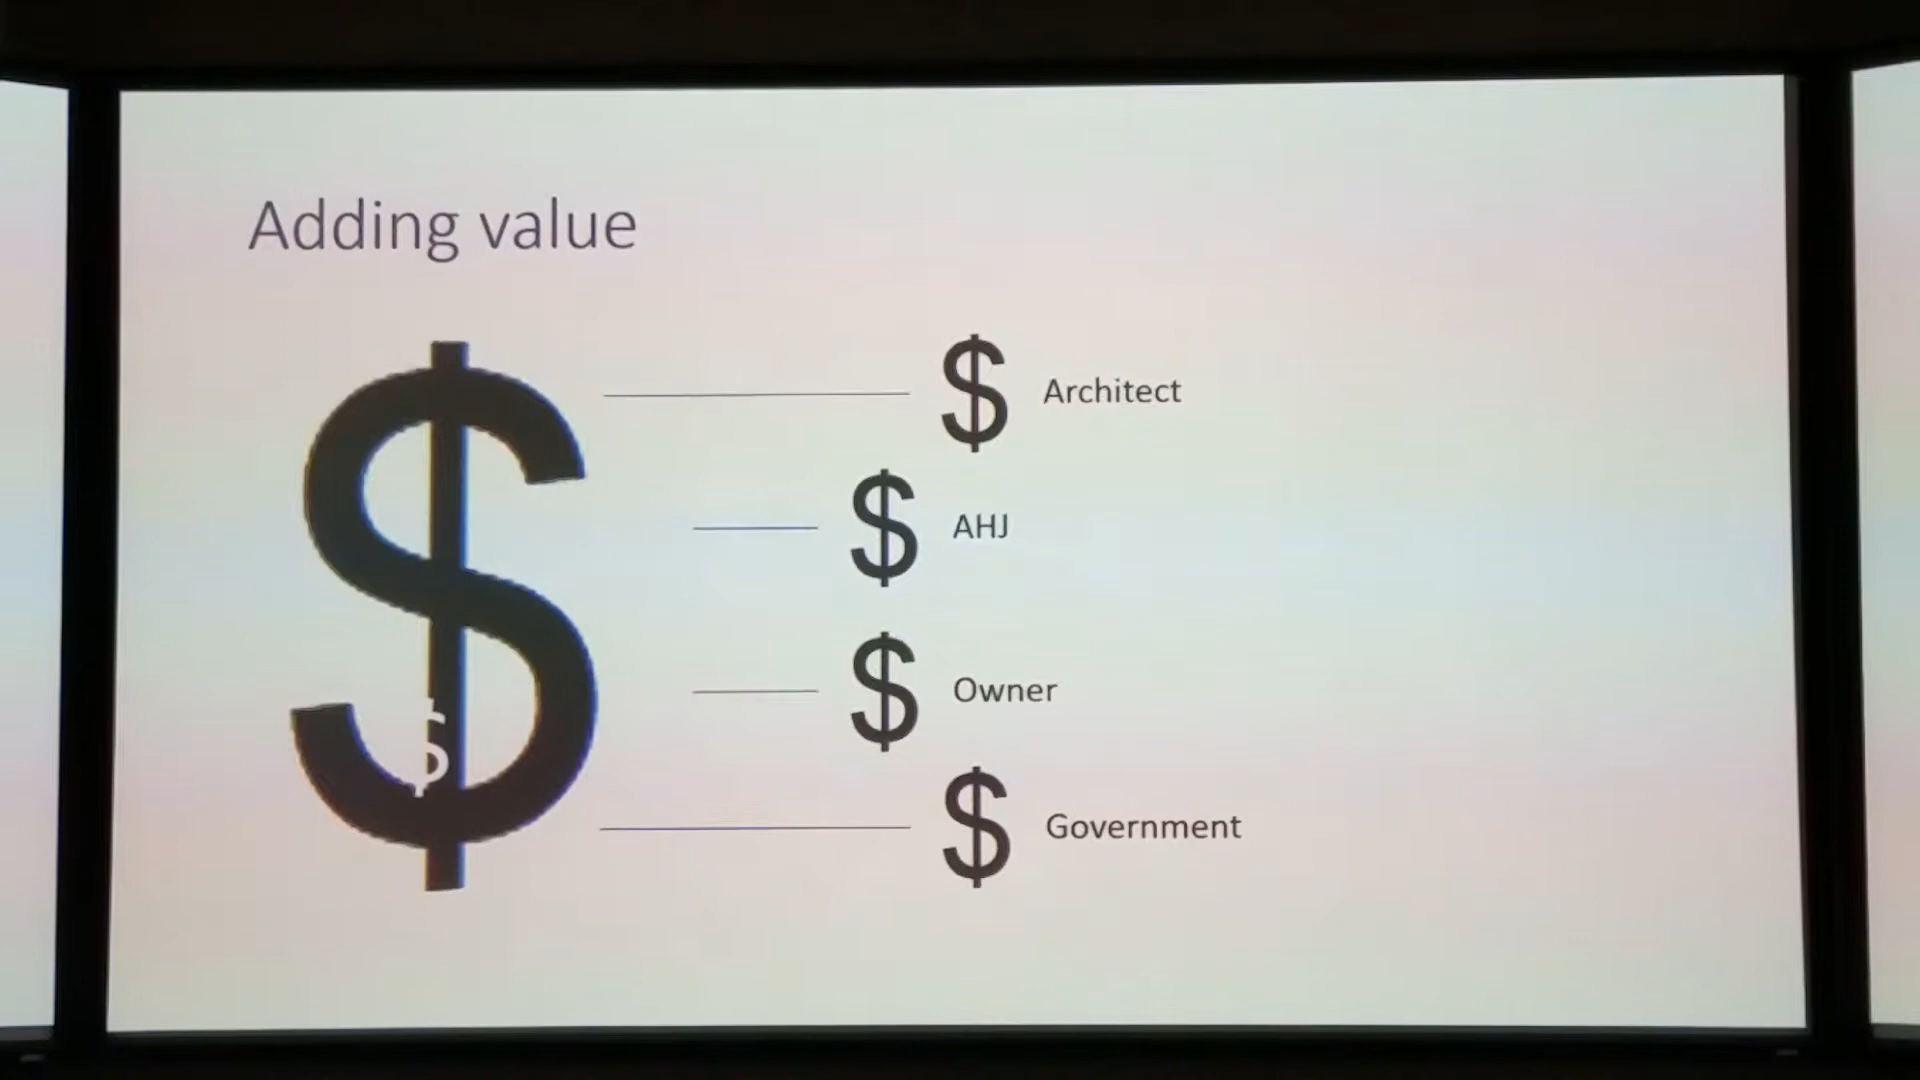 Adding value
$
$
$ Architect
$ AHJ
$ Owner
$ Government